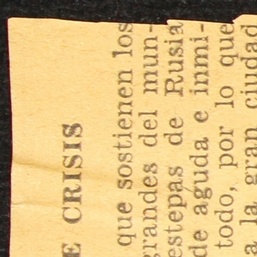 E CRISIS
que sostienen los
grandes del mun-
estepas de Rusia
de aguda e inmi-
todo, por lo que
a la gran ciudad